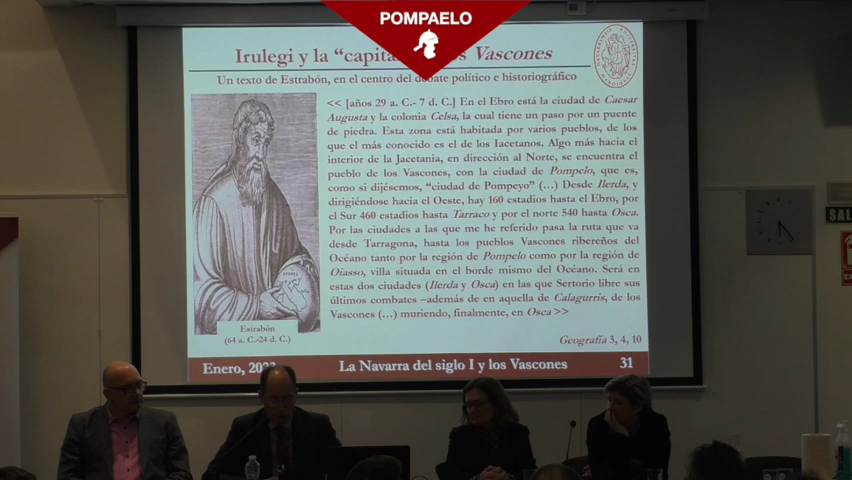 POMPAELO
Irulegi y la “capita Vascones
Un texto de Estrabón, en el centro del debate político e historiográfico
<< [años 29 a. C.- 7 d. C.] En el Ebro está la ciudad de Caesar
Augusta y la colonia Celsa, la cual tiene un paso por un puente
de piedra. Esta zona está habitada por varios pueblos, de los
que el más conocido es el de los Iacetanos. Algo más hacia el
interior de la Jacetania, en dirección al Norte, se encuentra el
pueblo de los Vascones, con la ciudad de Pompelo, que es,
como si dijésemos, “ciudad de Pompeyo” (…) Desde Ilerda, y
dirigiéndose hacia el Oeste, hay 160 estadios hasta el Ebro, por
el Sur 460 estadios hasta Tarraco y por el norte 540 hasta Osca.
Por las ciudades a las que me he referido pasa la ruta que va
desde Tarragona, hasta los pueblos Vascones ribereños del
Océano tanto por la región de Pompelo como por la región de
Oiasso, villa situada en el borde mismo del Océano. Será en
estas dos ciudades (Ilerda y Osca) en las que Sertorio libre sus
últimos combates –además de en aquella de Calagurris, de los
Vascones (…) muriendo, finalmente, en Osca >>
Estrabón
(64 a. C.-24 d. C.)
Geografía 3, 4, 10
Enero, La Navarra del siglo I y los Vascones 31
SAL